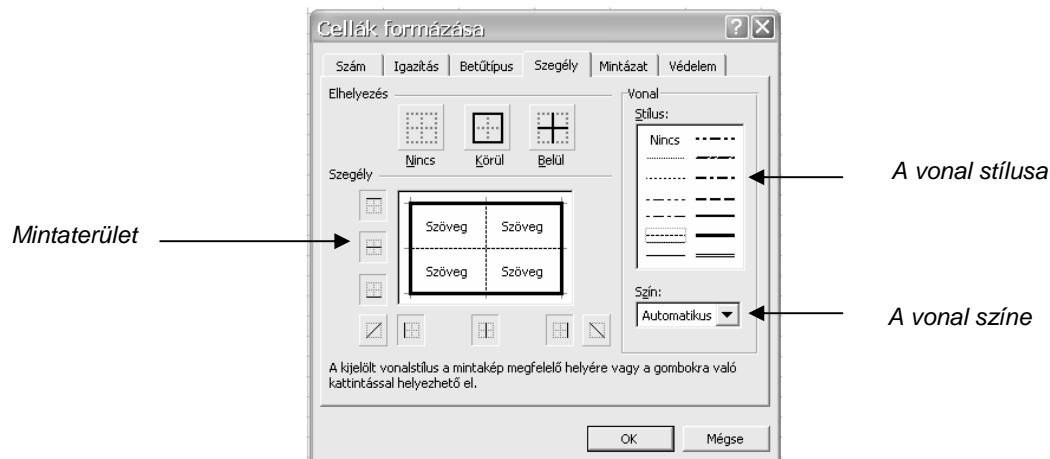 Cellák formázása
Szám Igazítás Betűtípus Szegély Mintázat Védelem
Elhelyezés
Nincs Körül Belül
Szegély
Szöveg Szöveg
Szöveg Szöveg
Vonal
Stílus:
Nincs
Szín:
Automatikus
A kijelölt vonalstílus a mintakép megfelelő helyére vagy a gombokra való
kattintással helyezhető el.
OK Mégse
Mintaterület
A vonal stílusa
A vonal színe